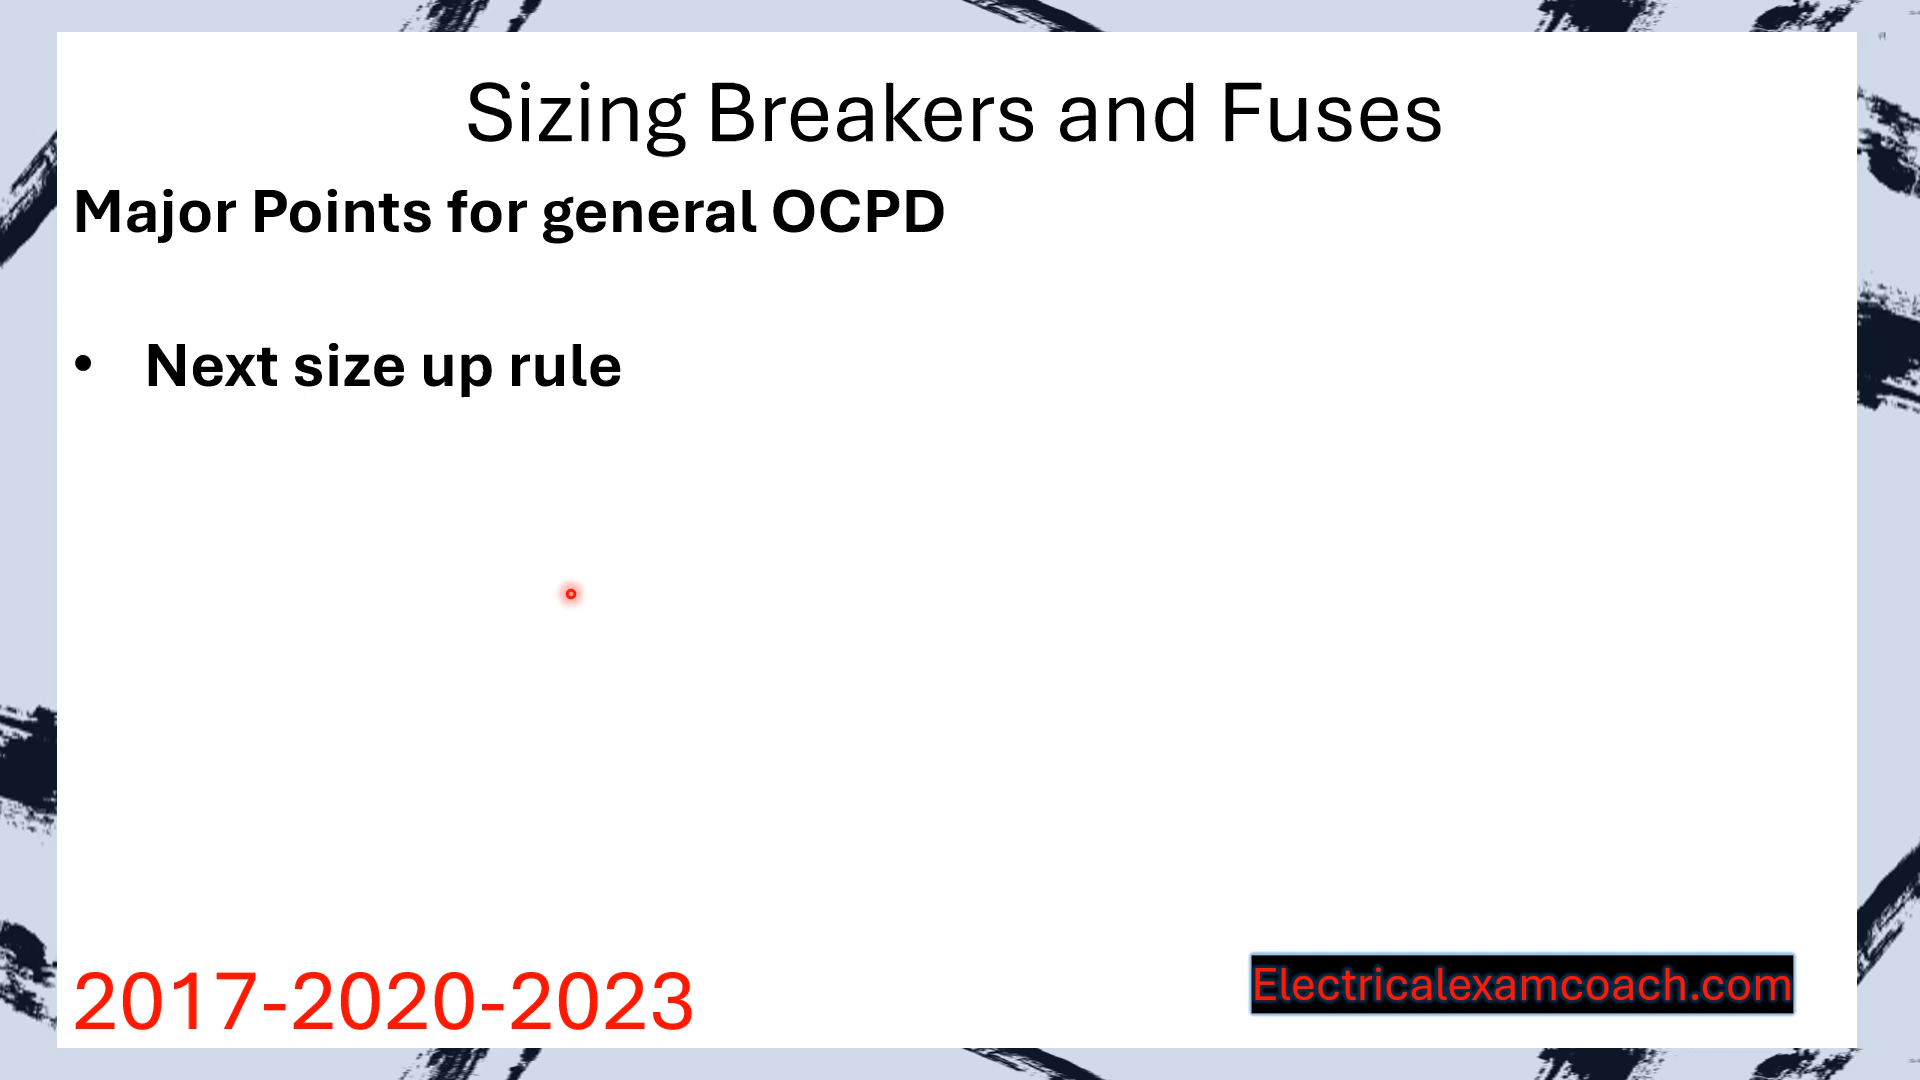 Sizing Breakers and Fuses
Major Points for general OCPD
• Next size up rule
2017-2020-2023
Electricalexamcoach.com